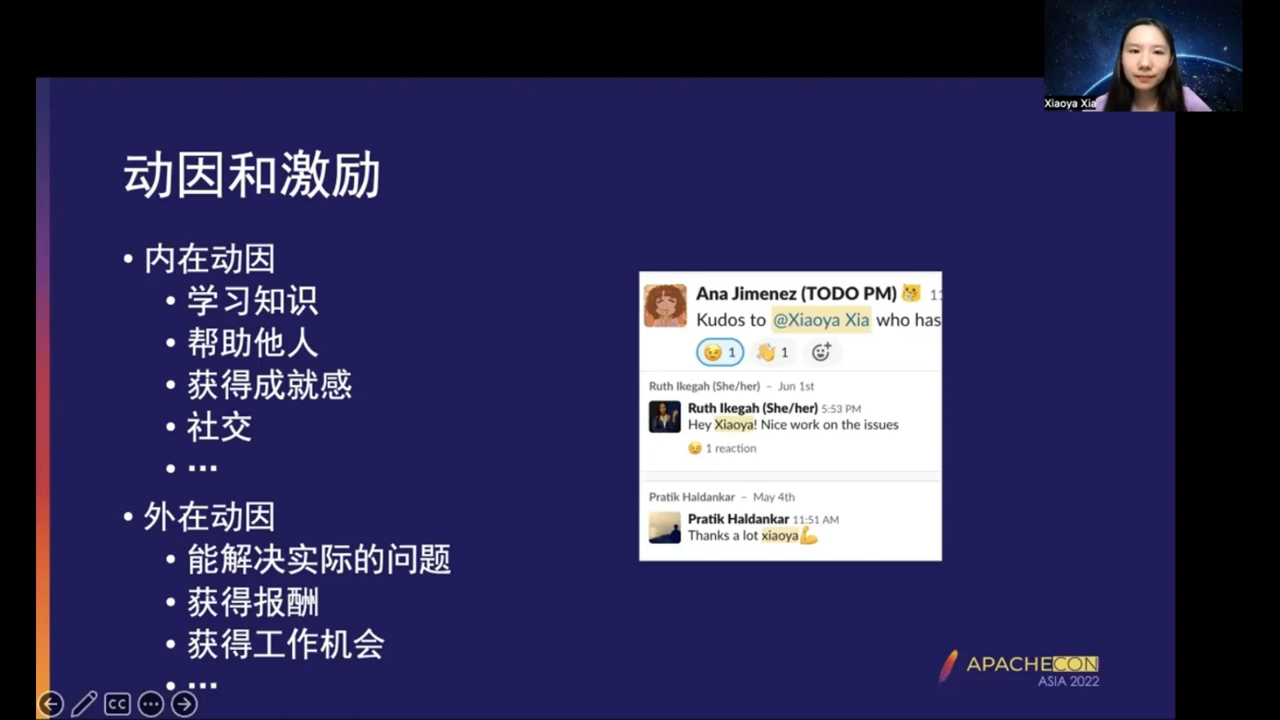 Xiaoya Xia
动因和激励
• 内在动因
• 学习知识
• 帮助他人
• 获得成就感
• 社交
• ...
• 外在动因
• 能解决实际的问题
• 获得报酬
• 获得工作机会
• ...
Ana Jimenez (TODO PM) 11
Kudos to @Xiaoya Xia who has
1 1
Ruth Ikegah (She/her) – Jun 1st
Ruth Ikegah (She/her) 5:53 PM
Hey Xiaoya! Nice work on the issues
1 reaction
Pratik Haldankar – May 4th
Pratik Haldankar 11:51 AM
Thanks a lot xiaoya
APACHECON
ASIA 2022
CC